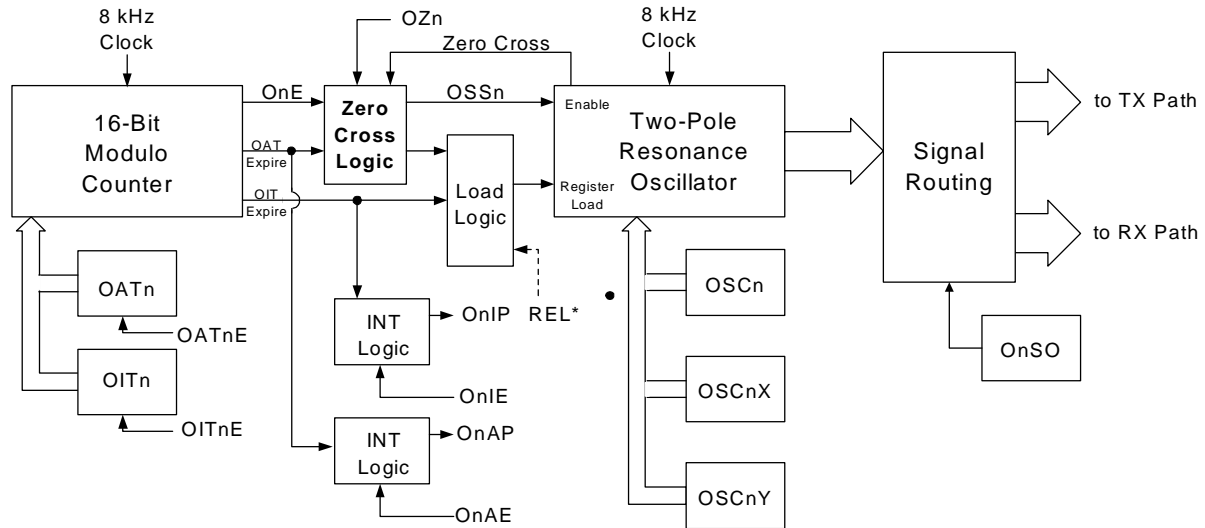 8 kHz
Clock
OZn
8 kHz
Clock
Zero Cross
OnE
OSSn
16-Bit
Modulo
Counter
OAT
Expire
OIT
Expire
Zero
Cross
Logic
Load
Logic
Enable
Register
Load
Two-Pole
Resonance
Oscillator
Signal
Routing
to TX Path
to RX Path
OATn
OATnE
OITn
OITnE
INT
Logic
OnIP
REL*
OnIE
INT
Logic
OnAP
OnAE
OSCn
OSCnX
OSCnY
OnSO